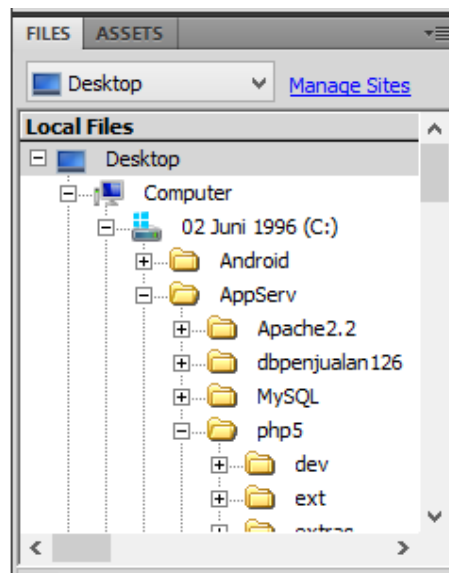 FILES ASSETS
Desktop Manage Sites
Local Files
Desktop
Computer
02 Juni 1996 (C:)
Android
AppServ
Apache2.2
dbpenjualan126
MySQL
php5
dev
ext